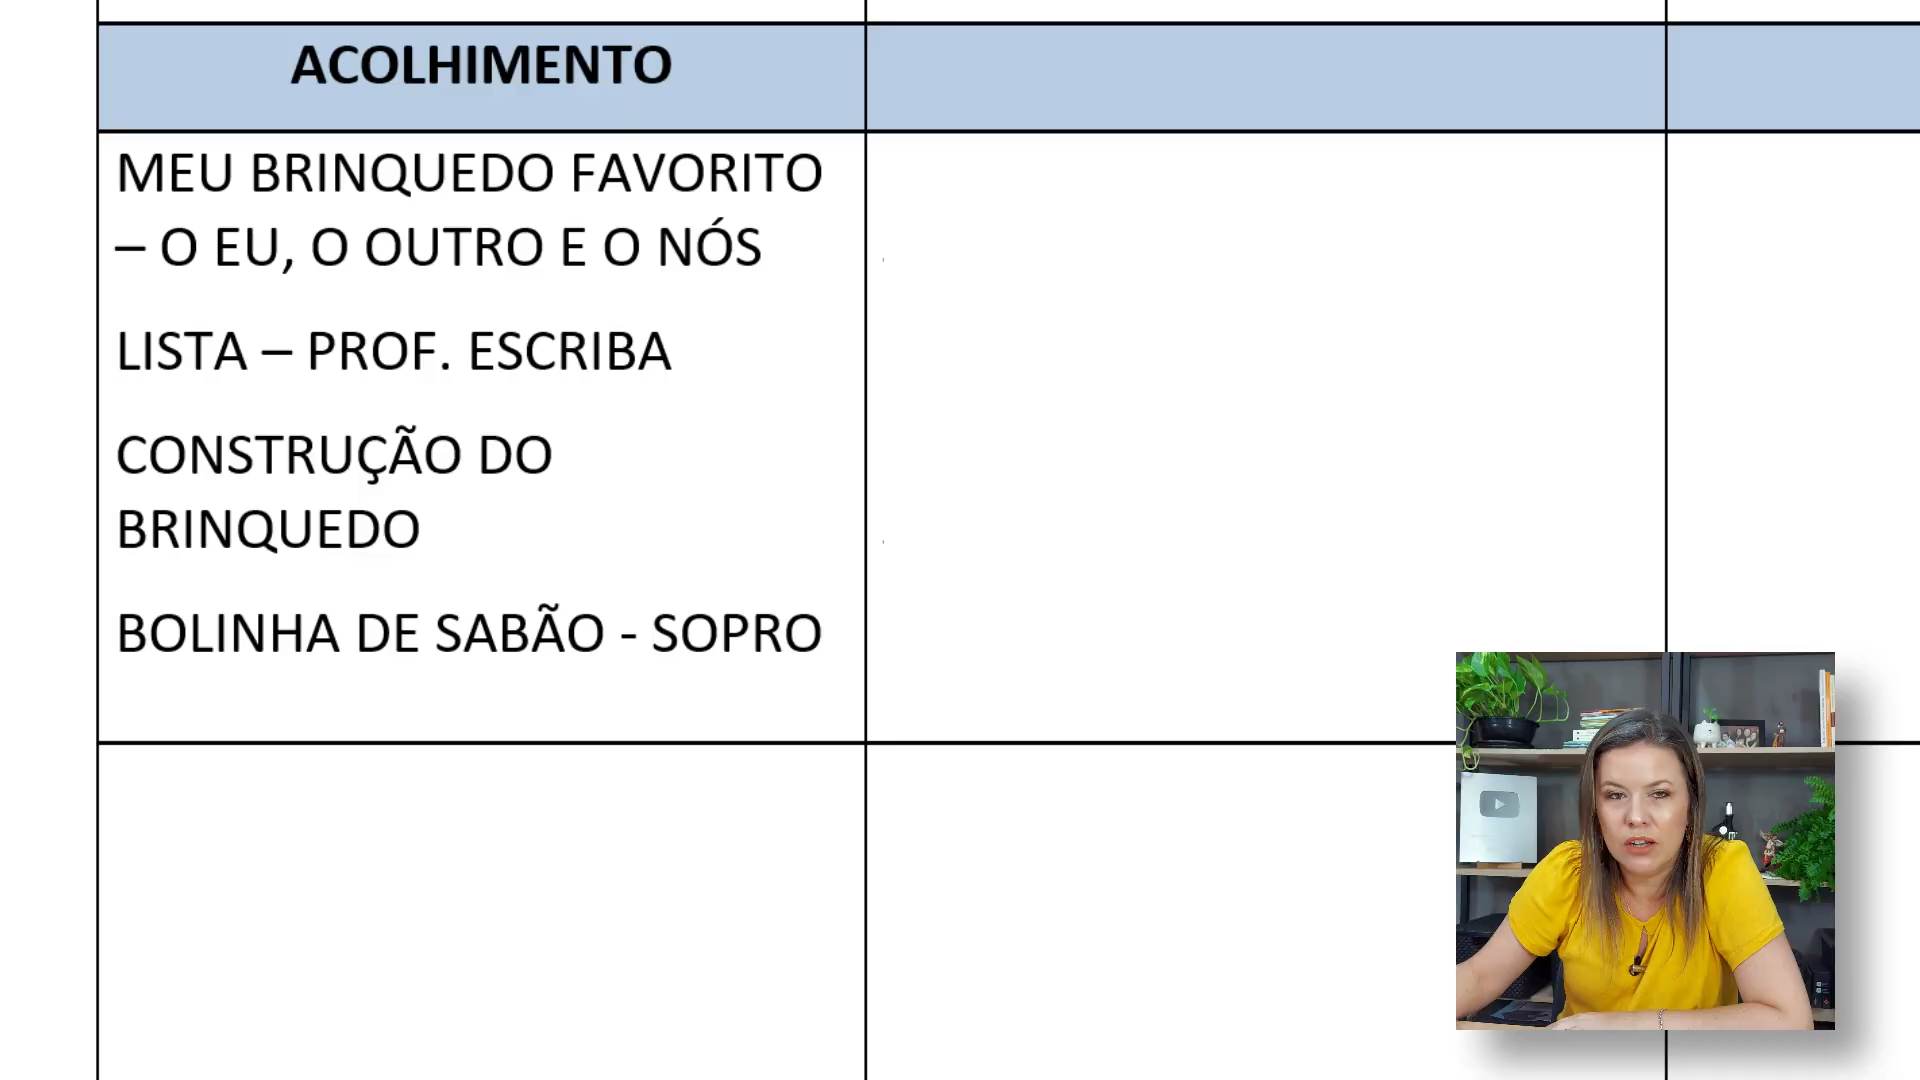 ACOLHIMENTO
MEU BRINQUEDO FAVORITO
– O EU, O OUTRO E O NÓS
LISTA – PROF. ESCRIBA
CONSTRUÇÃO DO
BRINQUEDO
BOLINHA DE SABÃO - SOPRO